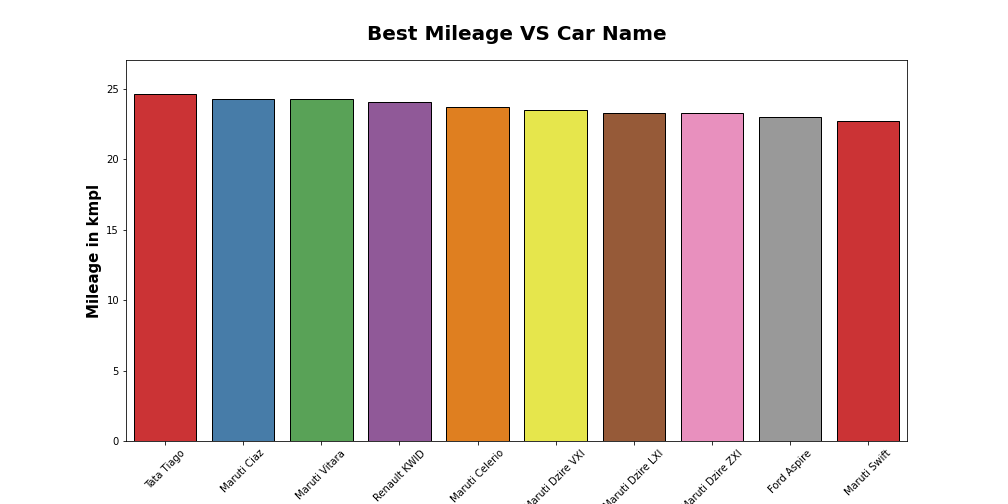 Best Mileage VS Car Name
Mileage in kmpl
25
20
15
10
5
0
Tata Tiago
Maruti Ciaz
Maruti Vitara
Renault KWID
Maruti Celerio
Maruti Dzire VXI
Maruti Dzire LXI
Maruti Dzire ZXI
Ford Aspire
Maruti Swift